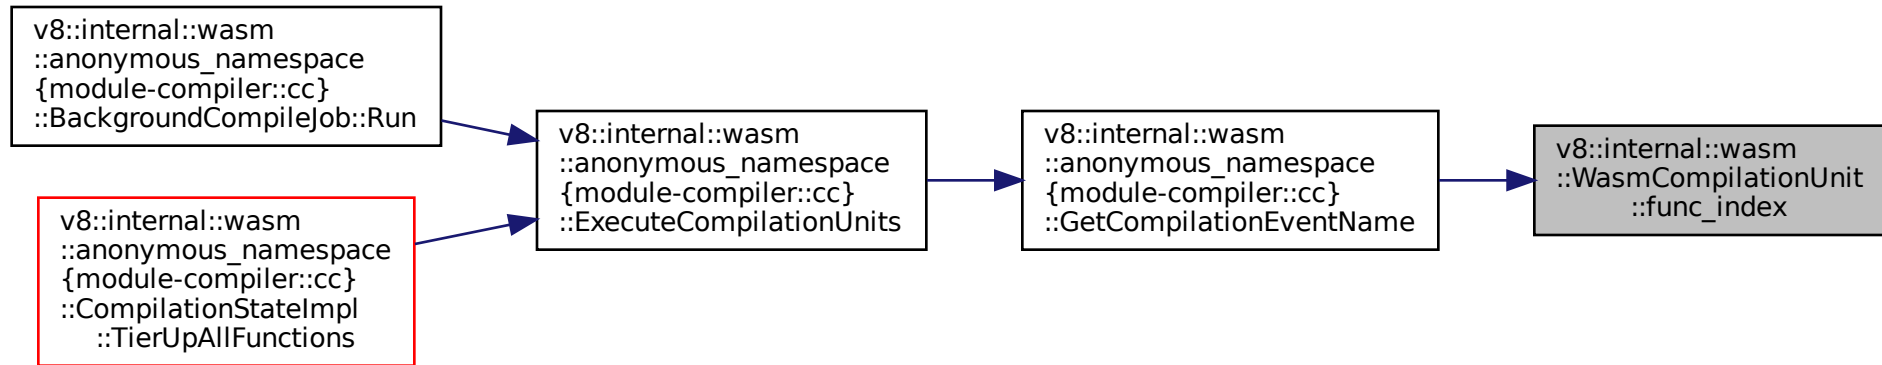 v8::internal::wasm
::anonymous_namespace
{module-compiler::cc}
::BackgroundCompileJob::Run
v8::internal::wasm
::anonymous_namespace
{module-compiler::cc}
::CompilationStateImpl
::TierUpAllFunctions
v8::internal::wasm
::anonymous_namespace
{module-compiler::cc}
::ExecuteCompilationUnits
v8::internal::wasm
::anonymous_namespace
{module-compiler::cc}
::GetCompilationEventName
v8::internal::wasm
::WasmCompilationUnit
::func_index